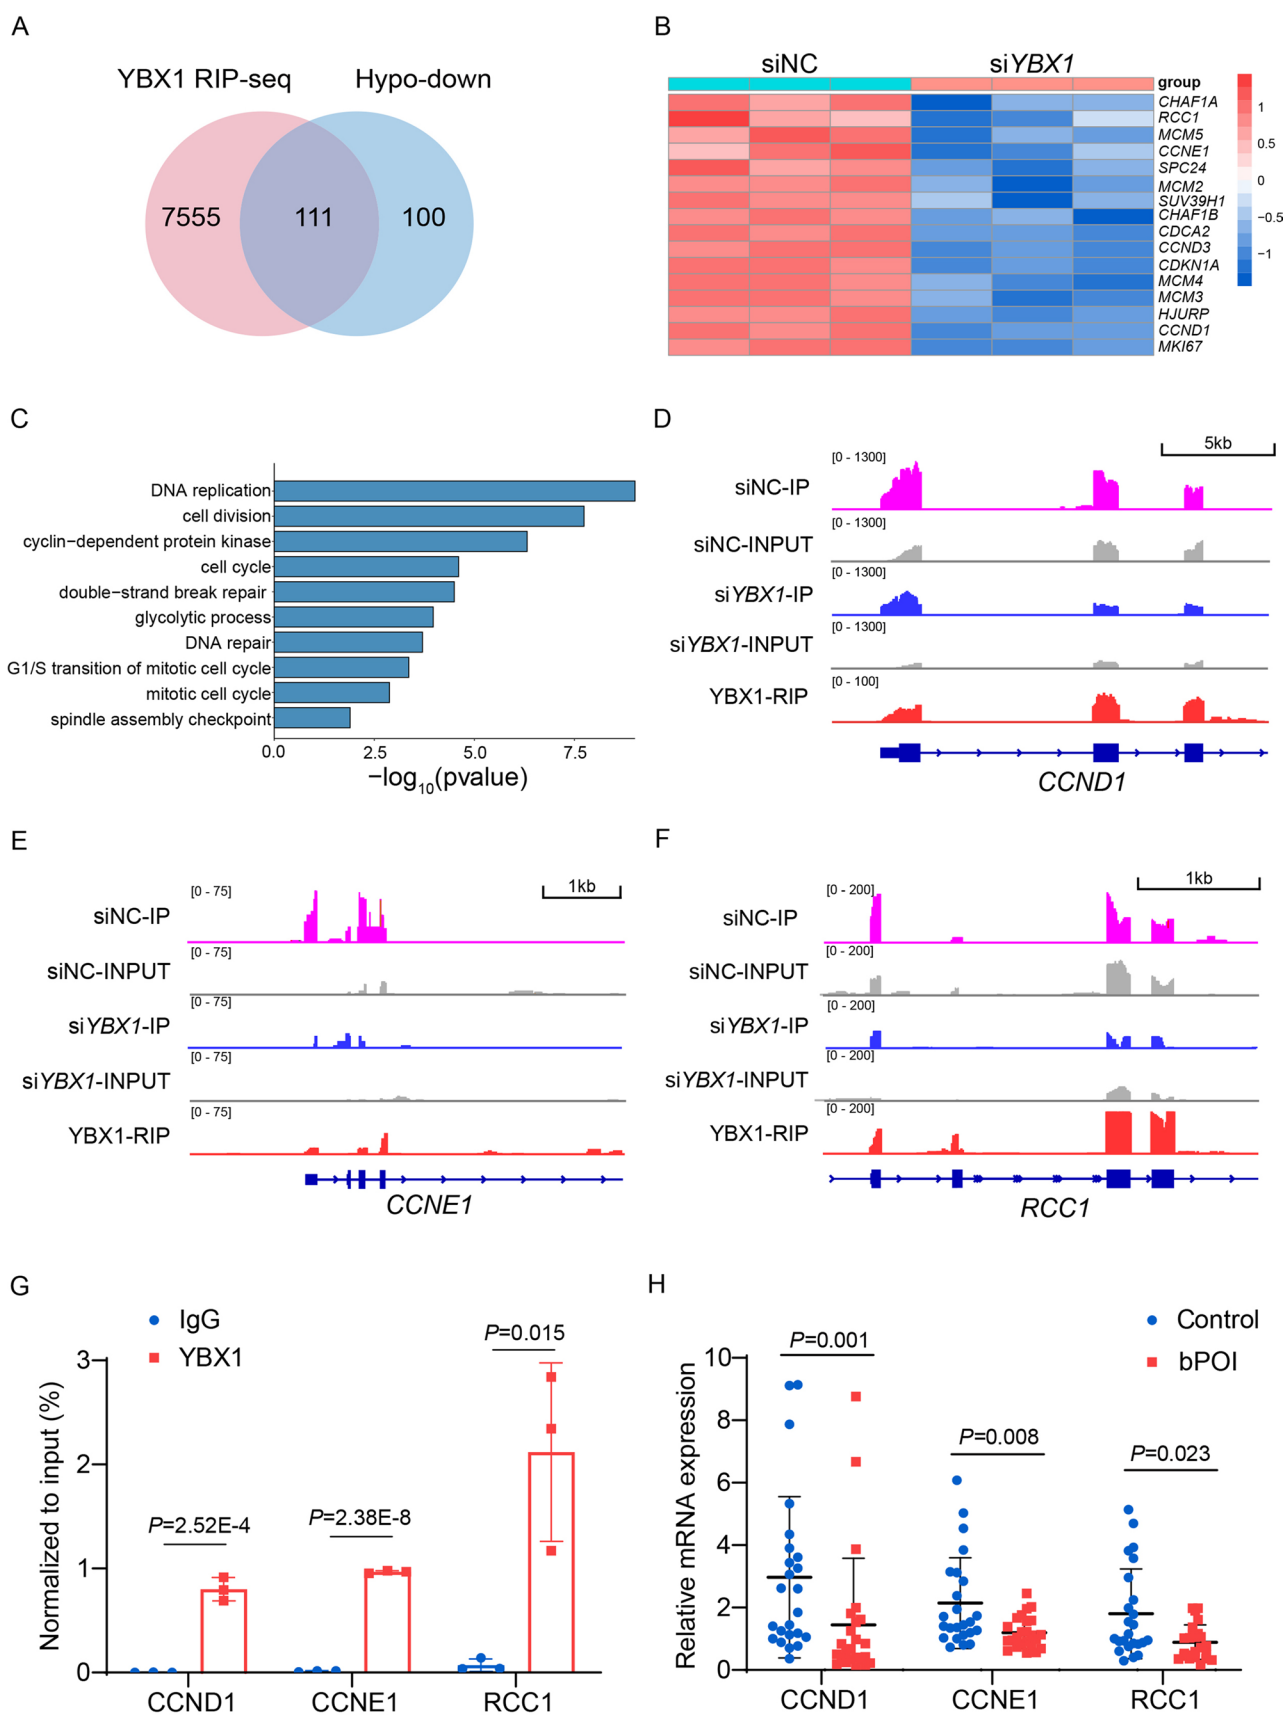 A
YBX1 RIP-seq
Hypo-down
7555
111
100
B
siNC
siYBX1
group
CHAF1A
RCC1
MCM5
CCNE1
SPC24
MCM2
SUV39H1
CHAF1B
CDCA2
CCND3
CDKN1A
MCM4
MCM3
HJURP
CCND1
MKI67
1
0.5
0
−0.5
−1
C
DNA replication
cell division
cyclin−dependent protein kinase
cell cycle
double−strand break repair
glycolytic process
DNA repair
G1/S transition of mitotic cell cycle
mitotic cell cycle
spindle assembly checkpoint
0.0
2.5
5.0
7.5
−log10(pvalue)
D
5kb
[0 - 1300]
siNC-IP
[0 - 1300]
siNC-INPUT
[0 - 1300]
siYBX1-IP
[0 - 1300]
siYBX1-INPUT
[0 - 100]
YBX1-RIP
CCND1
E
1kb
[0 - 75]
siNC-IP
[0 - 75]
siNC-INPUT
[0 - 75]
siYBX1-IP
[0 - 75]
siYBX1-INPUT
[0 - 75]
YBX1-RIP
CCNE1
F
1kb
[0 - 200]
siNC-IP
[0 - 200]
siNC-INPUT
[0 - 200]
siYBX1-IP
[0 - 200]
siYBX1-INPUT
[0 - 200]
YBX1-RIP
RCC1
G
IgG
YBX1
P=2.52E-4
P=2.38E-8
P=0.015
Normalized to input (%)
3
2
1
0
CCND1
CCNE1
RCC1
H
Control
bPOI
P=0.001
P=0.008
P=0.023
Relative mRNA expression
10
8
6
4
2
0
CCND1
CCNE1
RCC1